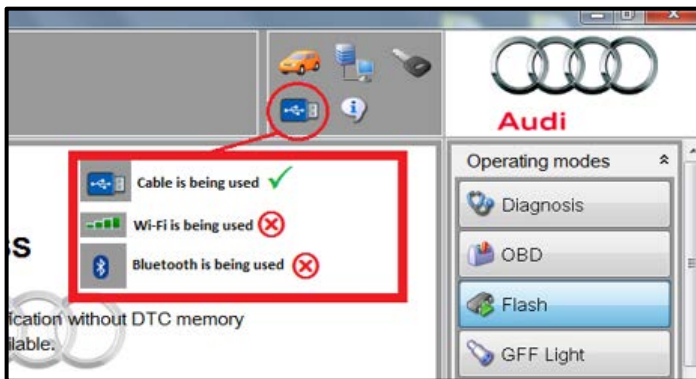 Audi
Cable is being used
Wi-Fi is being used
Bluetooth is being used
ification without DTC memory
ilable.
Operating modes
Diagnosis
OBD
Flash
GFF Light